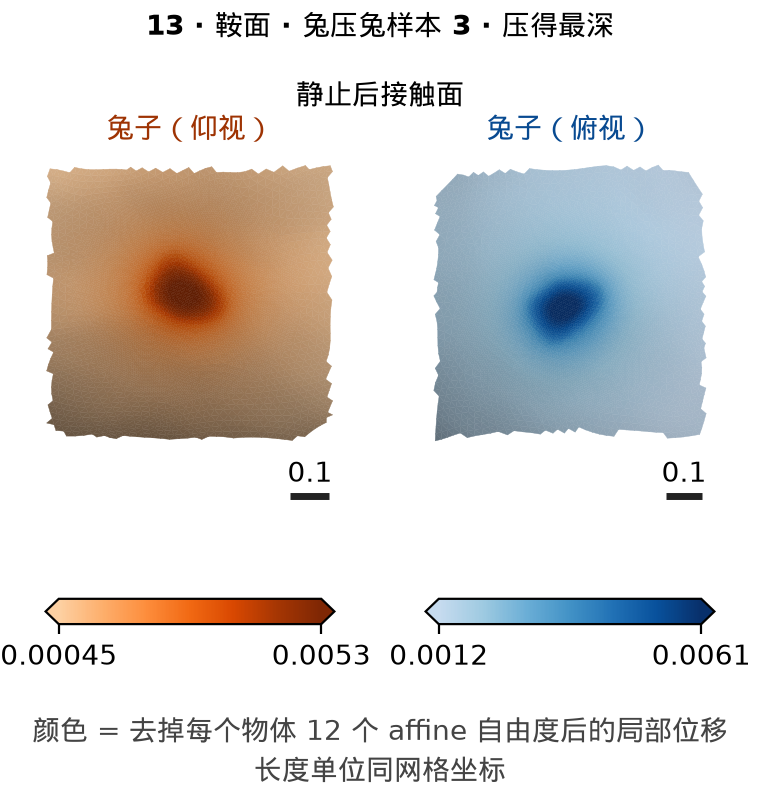 13 · 鞍面 · 兔压兔样本 3 · 压得最深
静止后接触面
兔子（仰视）
兔子（俯视）
0.1
0.1
0.00045
0.0053
0.0012
0.0061
颜色 = 去掉每个物体 12 个 affine 自由度后的局部位移
长度单位同网格坐标